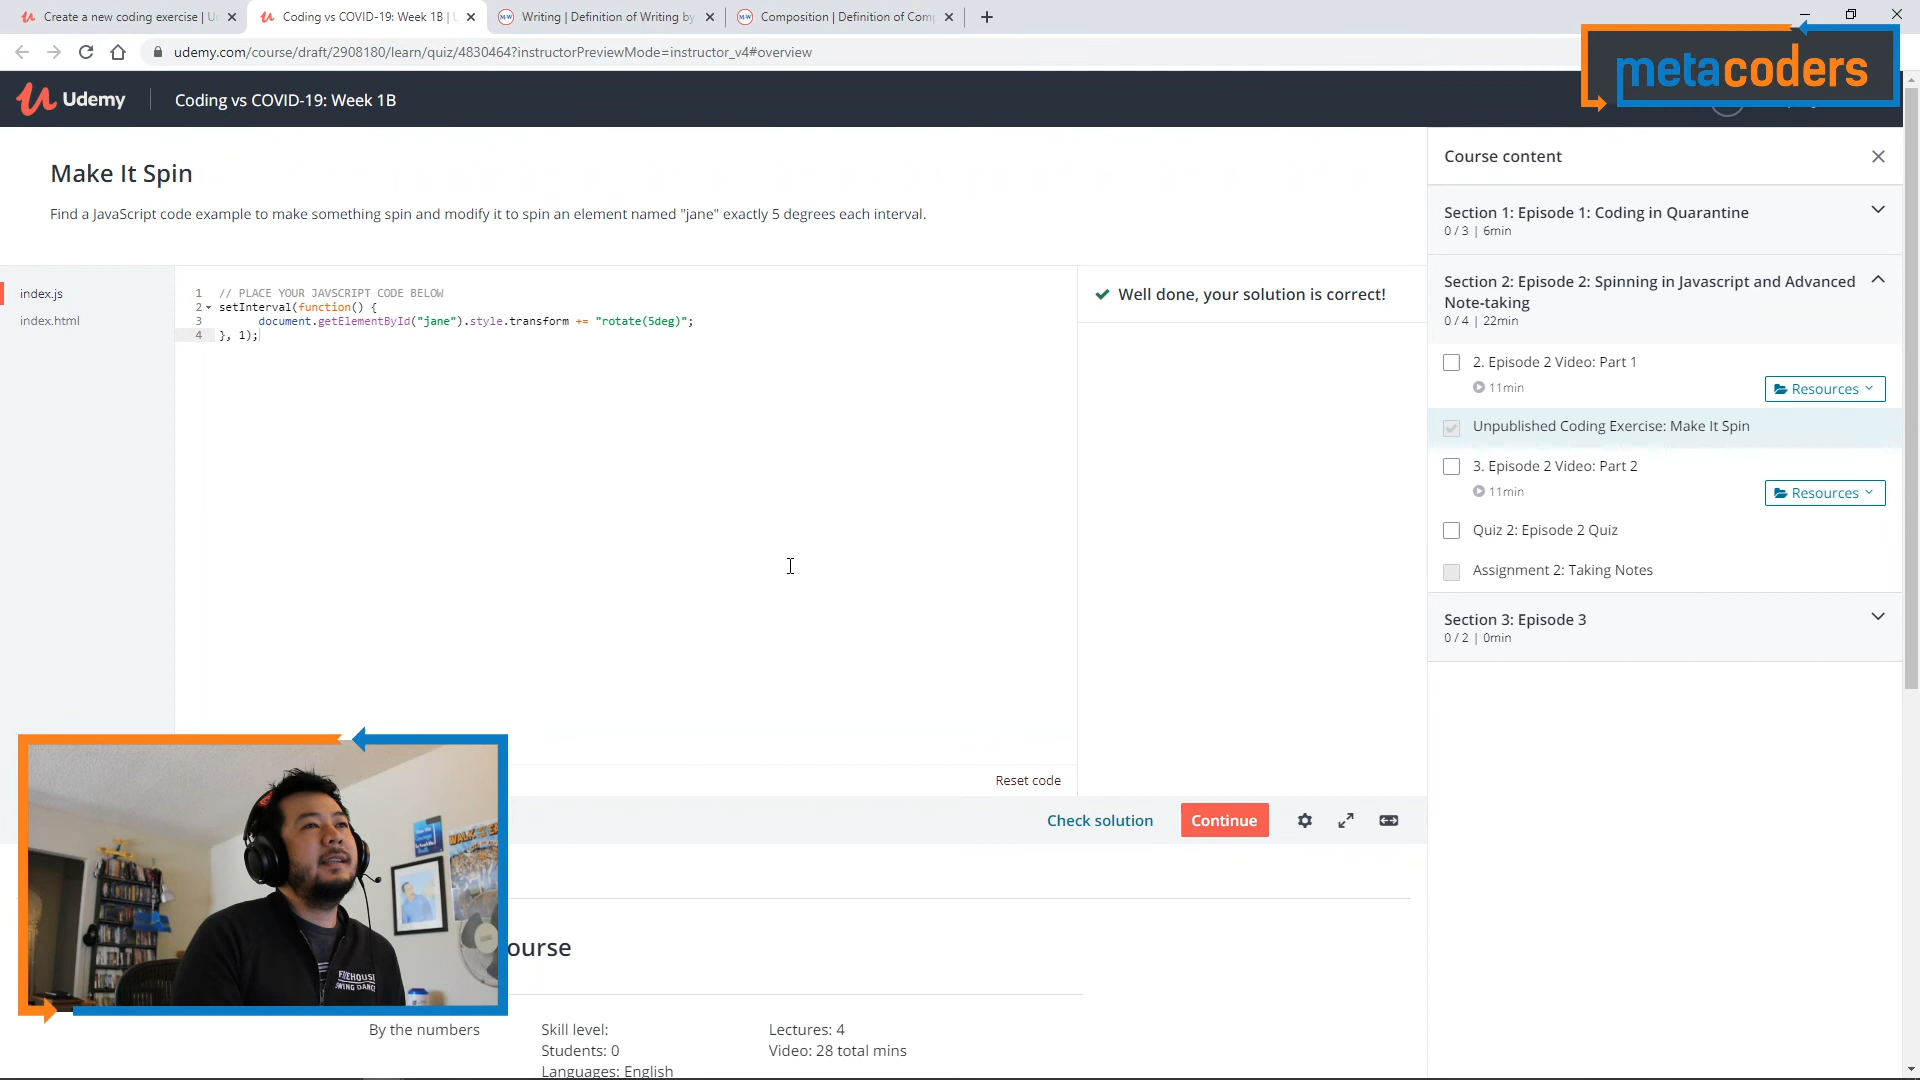 Create a new coding exercise | U
Coding vs COVID-19: Week 1B |
M-W Writing | Definition of Writing by
M-W Composition | Definition of Com
udemy.com/course/draft/2908180/learn/quiz/4830464?instructorPreviewMode=instructor_v4#overview
metacoders
Udemy
Coding vs COVID-19: Week 1B
Make It Spin
Find a JavaScript code example to make something spin and modify it to spin an element named "jane" exactly 5 degrees each interval.
index.js
index.html
1 // PLACE YOUR JAVSCRIPT CODE BELOW
2 setInterval(function() {
3 document.getElementById("jane").style.transform += "rotate(5deg)";
4 }, 1);
Well done, your solution is correct!
Reset code
Check solution
Continue
Course content
Section 1: Episode 1: Coding in Quarantine
0 / 3 | 6min
Section 2: Episode 2: Spinning in Javascript and Advanced
Note-taking
0 / 4 | 22min
2. Episode 2 Video: Part 1
11min
Resources
Unpublished Coding Exercise: Make It Spin
3. Episode 2 Video: Part 2
11min
Resources
Quiz 2: Episode 2 Quiz
Assignment 2: Taking Notes
Section 3: Episode 3
0 / 2 | 0min
ourse
By the numbers
Skill level:
Students: 0
Languages: English
Lectures: 4
Video: 28 total mins
WALK